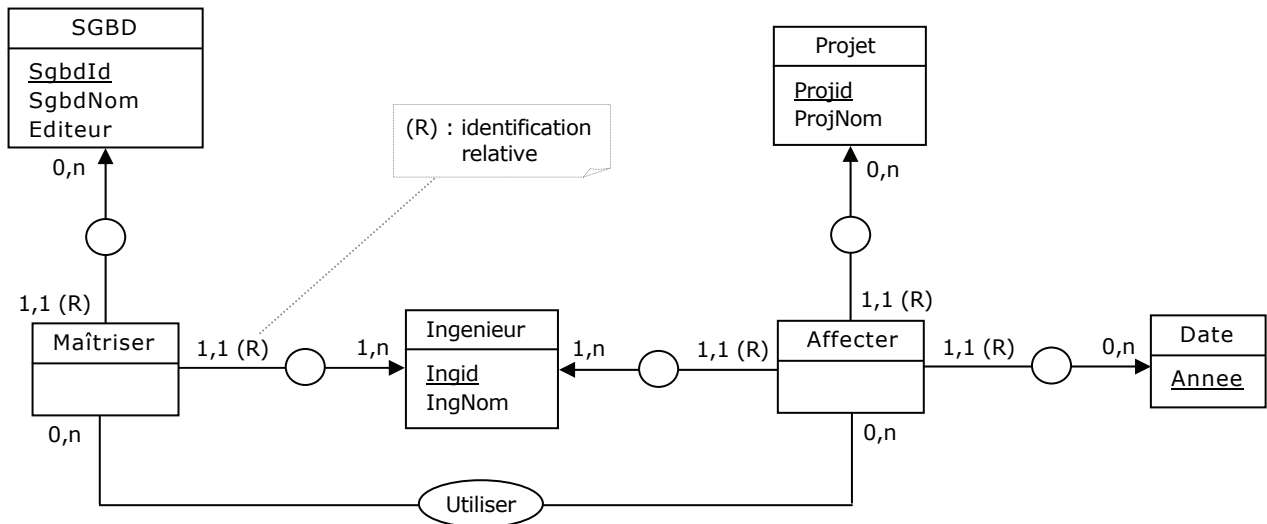 SGBD
SgbdId
SgbdNom
Editeur
0,n
1,1 (R)
Projet
Projid
ProjNom
0,n
1,1 (R)
(R) : identification
relative
Maîtriser
1,1 (R)
1,n
0,n
Ingenieur
Ingid
IngNom
1,n
1,1 (R)
Affecter
1,1 (R)
0,n
0,n
Date
Annee
Utiliser